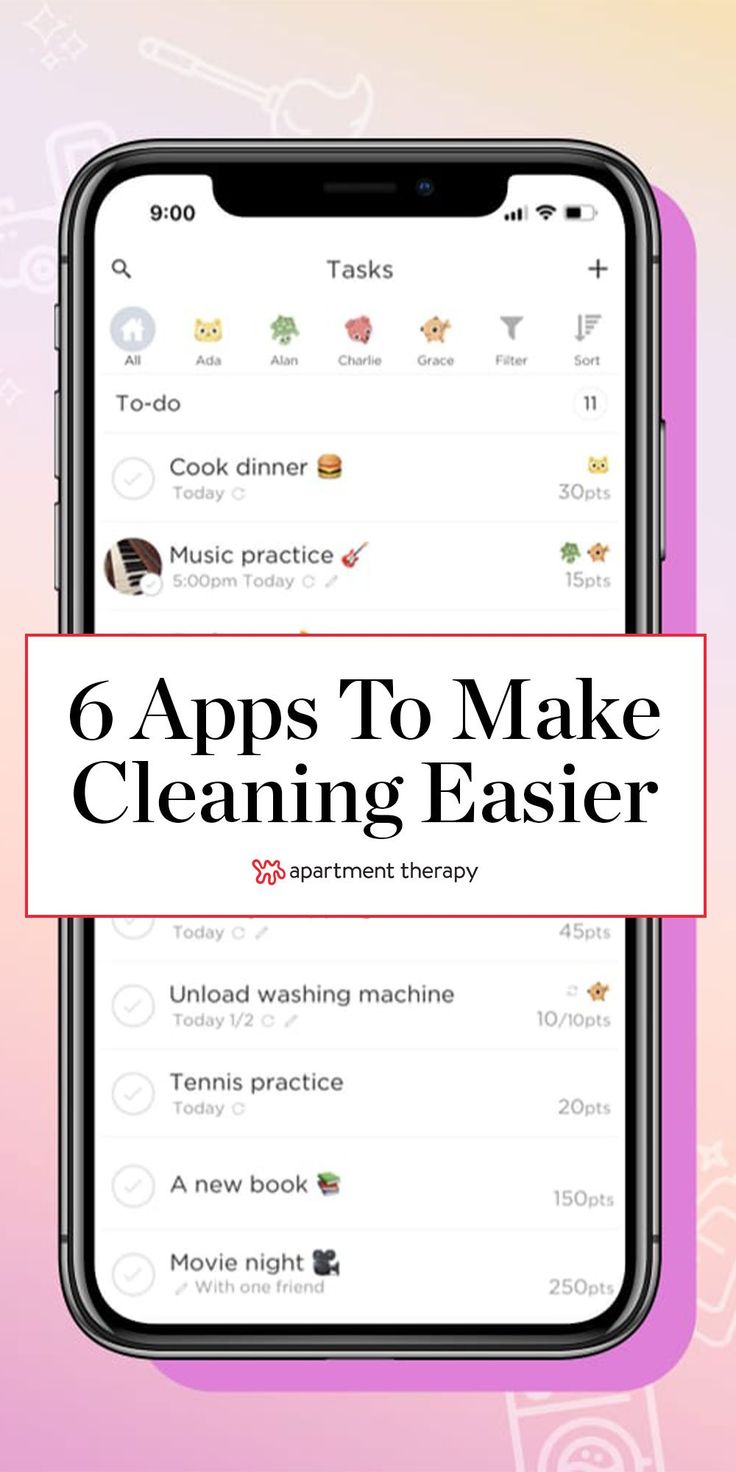 9:00
Tasks
All
Ada
Alan
Charlie
Grace
Filter
Sort
To-do
11
Cook dinner 🍔
Today
30pts
Music practice 🎸
5:00pm Today
15pts
6 Apps To Make
Cleaning Easier
apartment therapy
Today
45pts
Unload washing machine
Today 1/2
10/10pts
Tennis practice
Today
20pts
A new book 📚
150pts
Movie night 🎥
With one friend
250pts